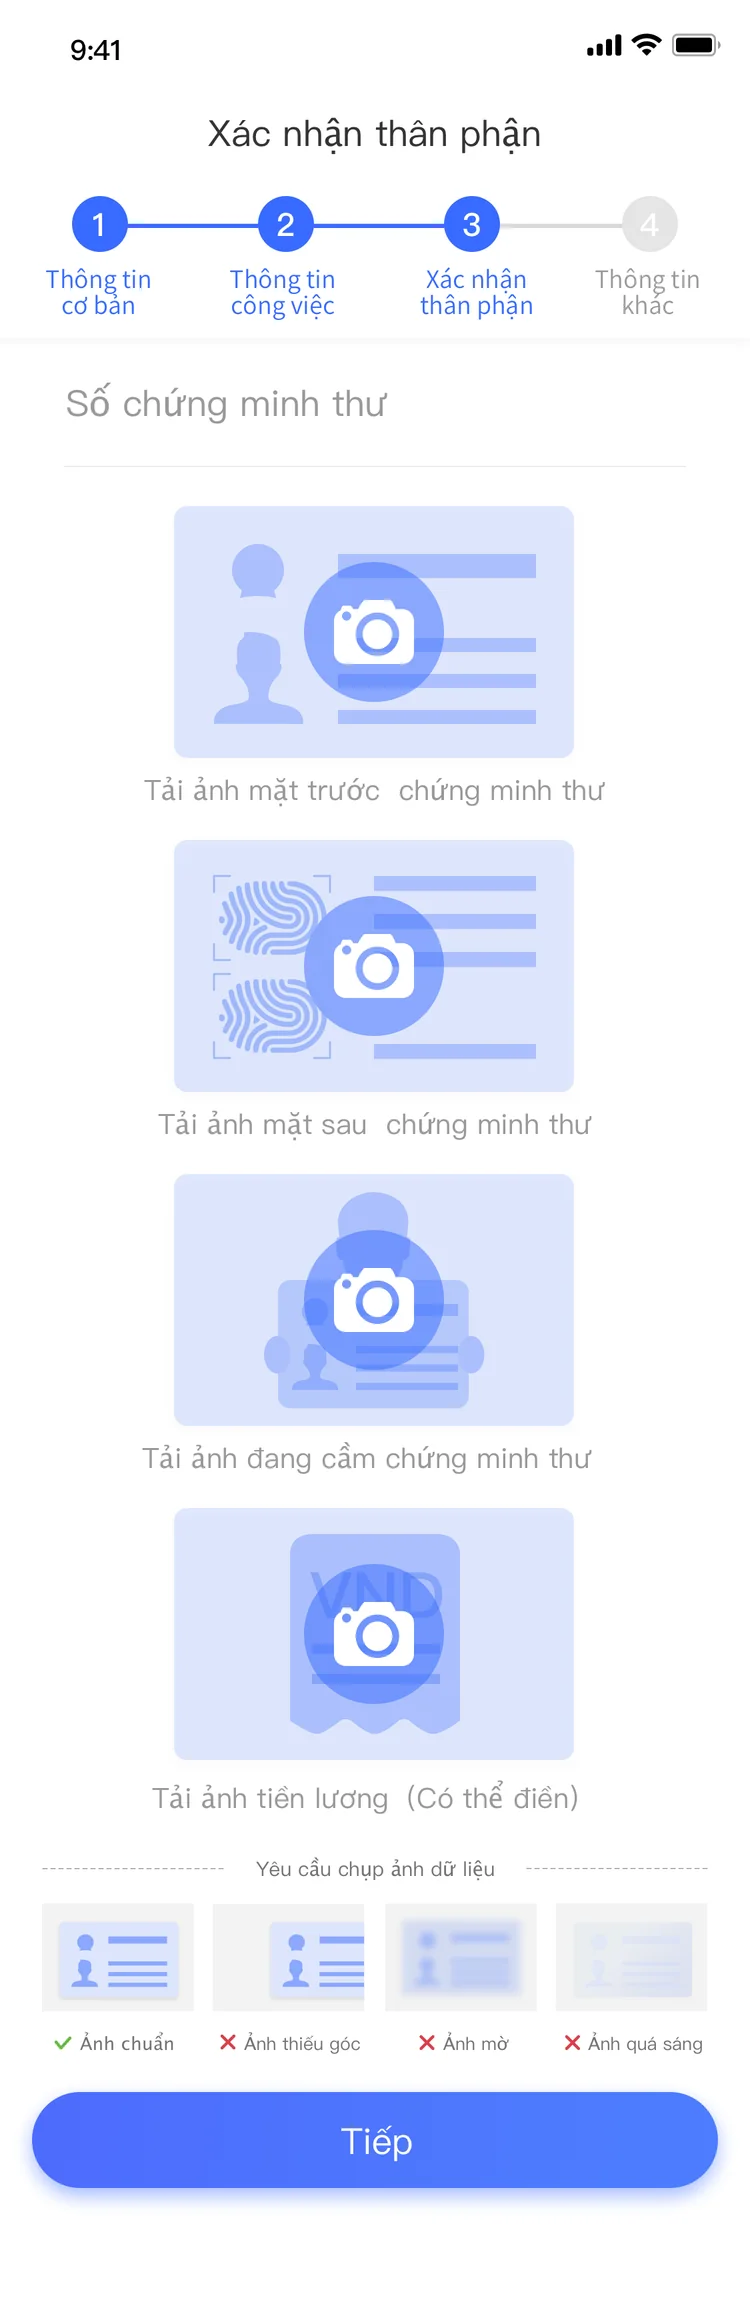 9:41
Xác nhận thân phận
1 2 3 4
Thông tin cơ bản
Thông tin công việc
Xác nhận thân phận
Thông tin khác
Số chứng minh thư
Tải ảnh mặt trước chứng minh thư
Tải ảnh mặt sau chứng minh thư
Tải ảnh đang cầm chứng minh thư
VND
Tải ảnh tiền lương (Có thể điền)
Yêu cầu chụp ảnh dữ liệu
Ảnh chuẩn
Ảnh thiếu góc
Ảnh mờ
Ảnh quá sáng
Tiếp